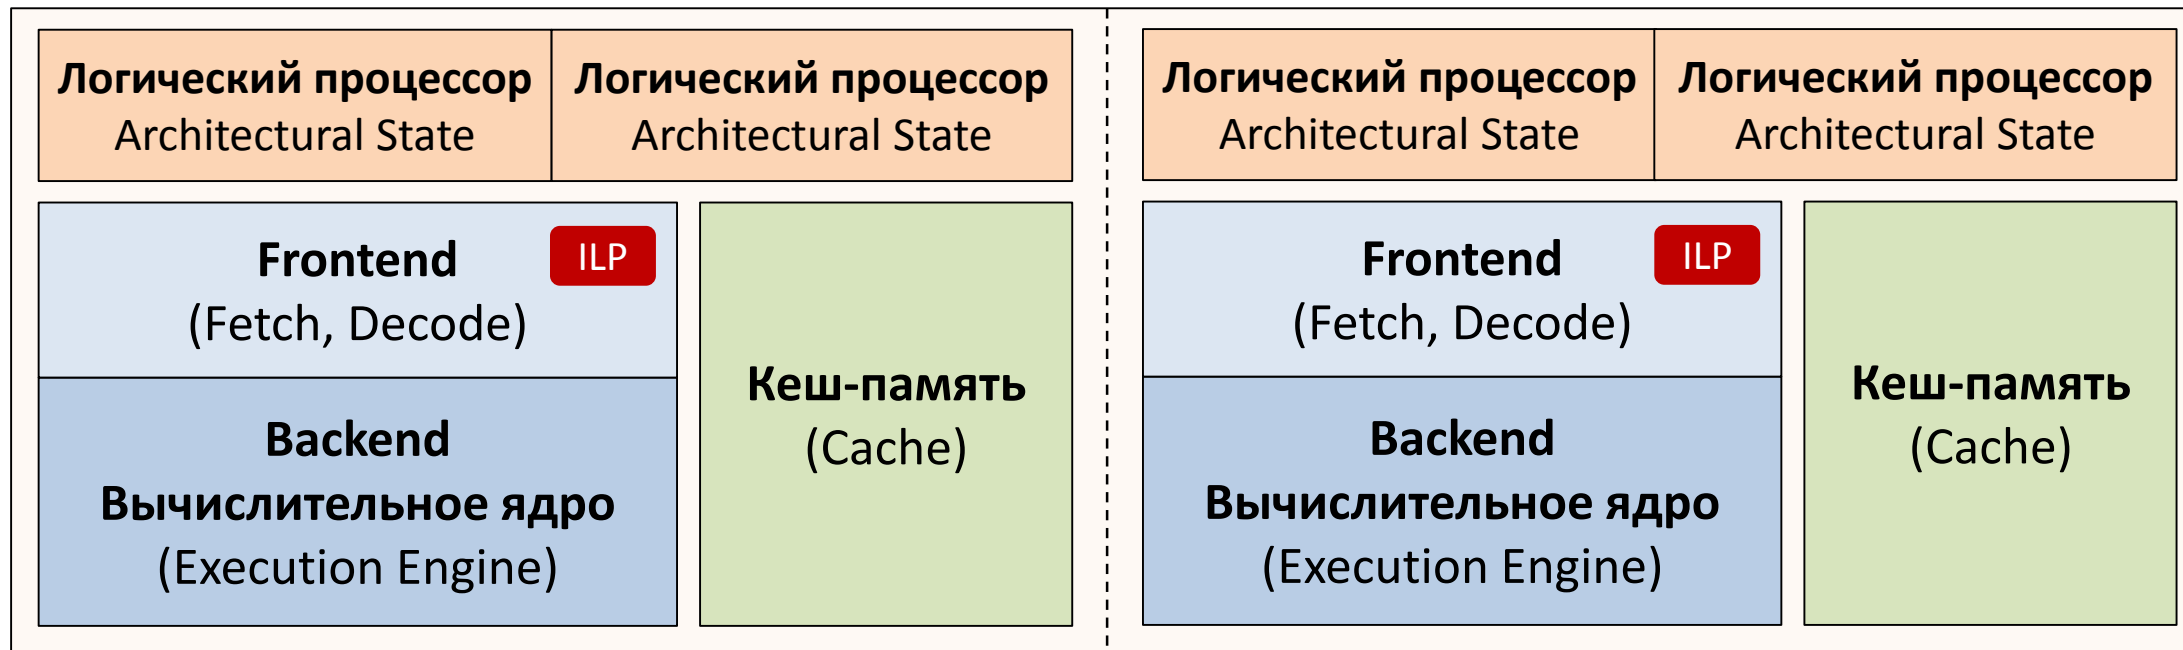 Логический процессор
Architectural State
Логический процессор
Architectural State
Frontend
(Fetch, Decode)
ILP
Backend
Вычислительное ядро
(Execution Engine)
Кеш-память
(Cache)
Логический процессор
Architectural State
Логический процессор
Architectural State
Frontend
(Fetch, Decode)
ILP
Backend
Вычислительное ядро
(Execution Engine)
Кеш-память
(Cache)